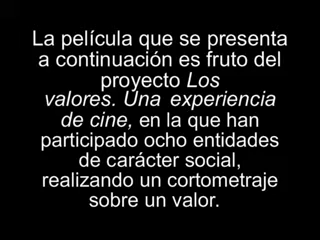 La película que se presenta
a continuación es fruto del
proyecto Los
valores. Una experiencia
de cine, en la que han
participado ocho entidades
de carácter social,
realizando un cortometraje
sobre un valor.